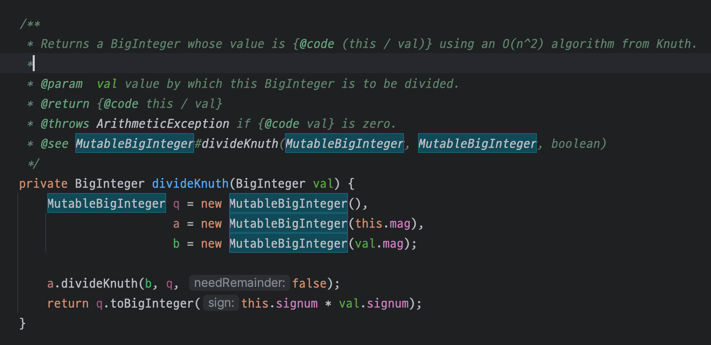 /**
 * Returns a BigInteger whose value is {@code (this / val)} using an O(n^2) algorithm from Knuth.
 *
 * @param  val value by which this BigInteger is to be divided.
 * @return {@code this / val}
 * @throws ArithmeticException if {@code val} is zero.
 * @see MutableBigInteger#divideKnuth(MutableBigInteger, MutableBigInteger, boolean)
 */
private BigInteger divideKnuth(BigInteger val) {
    MutableBigInteger q = new MutableBigInteger(),
                      a = new MutableBigInteger(this.mag),
                      b = new MutableBigInteger(val.mag);

    a.divideKnuth(b, q, needRemainder: false);
    return q.toBigInteger( sign: this.signum * val.signum);
}